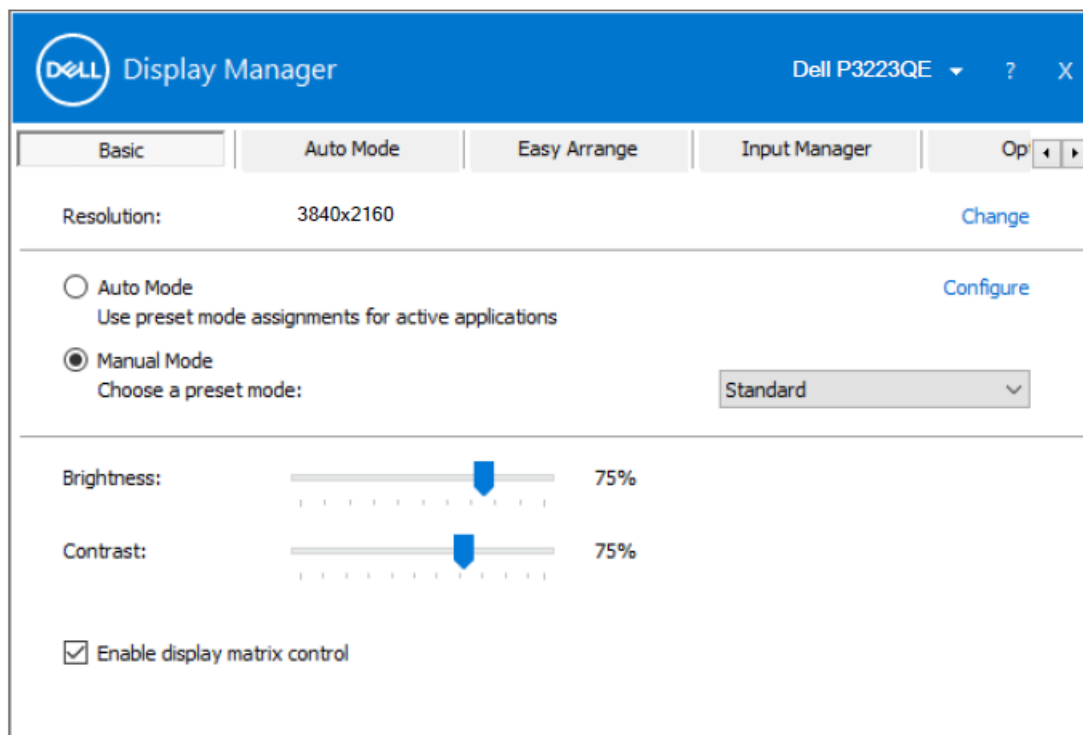 DELL Display Manager Dell P3223QE ? X
Basic Auto Mode Easy Arrange Input Manager Op
Resolution: 3840x2160 Change
Auto Mode Configure
Use preset mode assignments for active applications
Manual Mode
Choose a preset mode: Standard
Brightness: 75%
Contrast: 75%
Enable display matrix control